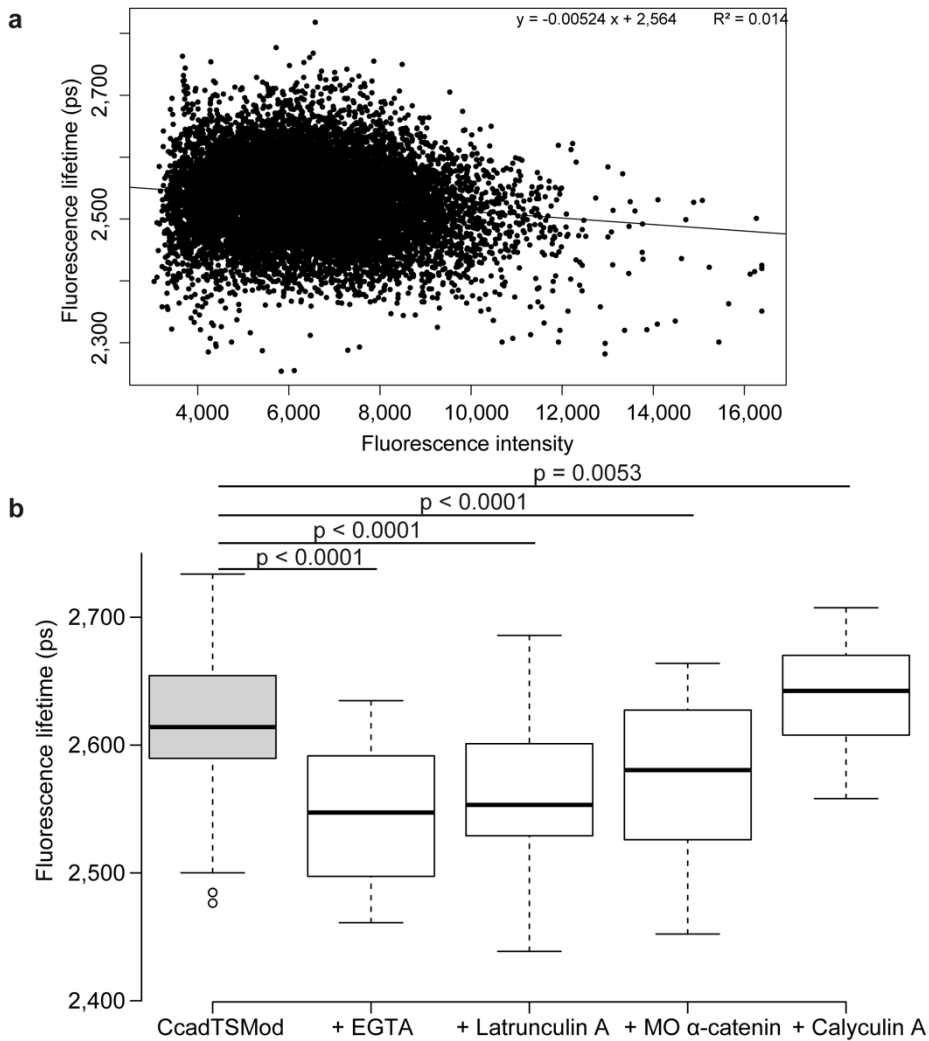 a
y = -0.00524 x + 2,564 R² = 0.014
2,700
2,500
2,300
Fluorescence lifetime (ps)
4,000 6,000 8,000 10,000 12,000 14,000 16,000
Fluorescence intensity
b
p = 0.0053
p < 0.0001
p < 0.0001
p < 0.0001
2,700
2,600
2,500
2,400
Fluorescence lifetime (ps)
CcadTSMod + EGTA + Latrunculin A + MO α-catenin + Calyculin A